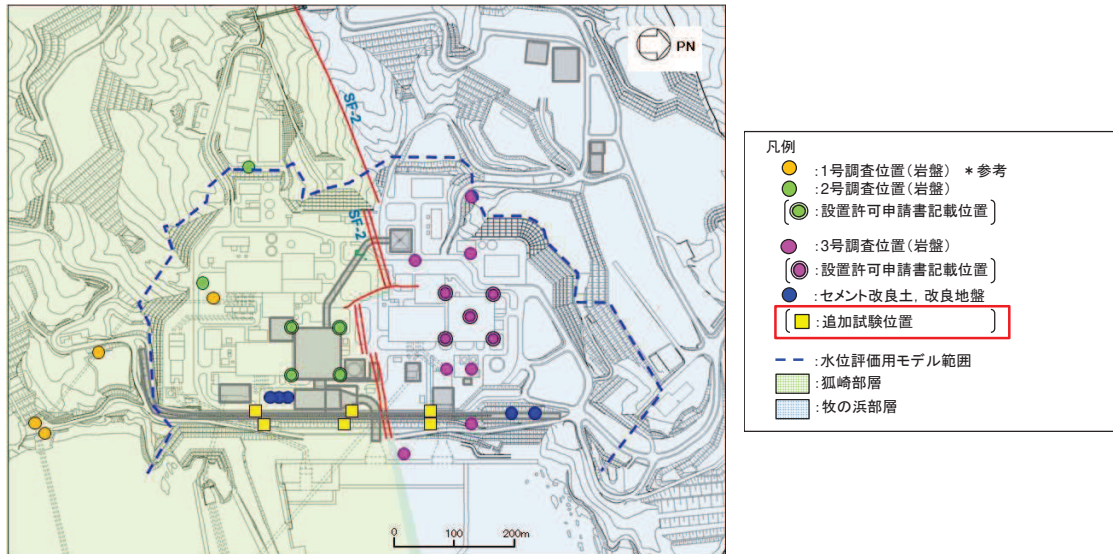 PN
SF-2
SF-2
0 100 200m
凡例
:1号調査位置(岩盤) *参考
:2号調査位置(岩盤)
:設置許可申請書記載位置
:3号調査位置(岩盤)
:設置許可申請書記載位置
:セメント改良土,改良地盤
:追加試験位置
:水位評価用モデル範囲
:狐崎部層
:牧の浜部層